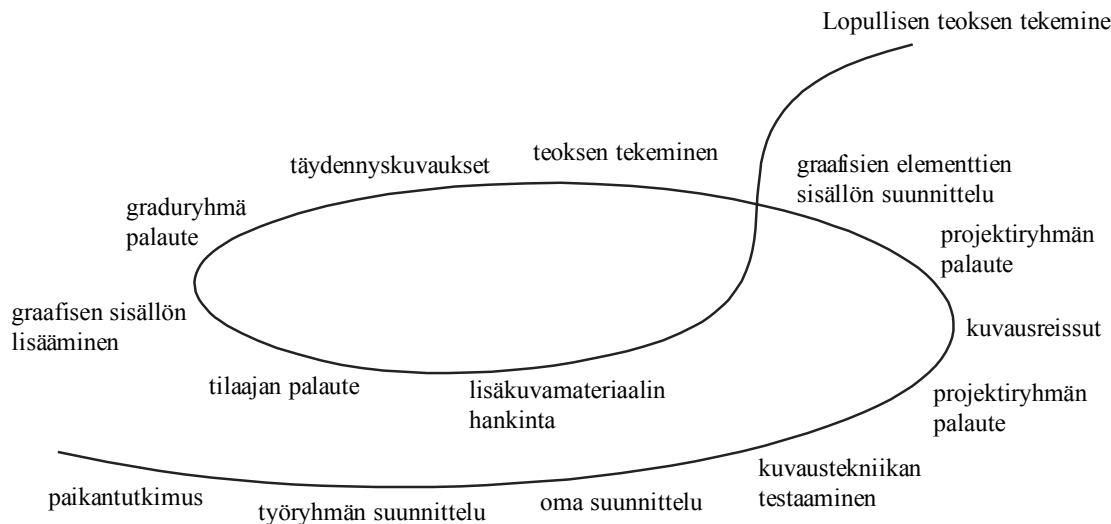 Lopullisen teoksen tekemine
täydennyskuvaukset
teoksen tekeminen
graafisien elementtien
sisällön suunnittelu
graduryhmä
palaute
projektiryhmän
palaute
graafisen sisällön
lisääminen
kuvausreissut
tilaajan palaute
lisäkuvamateriaalin
hankinta
projektiryhmän
palaute
kuvaustekniikan
testaaminen
paikantutkimus
työryhmän suunnittelu
oma suunnittelu